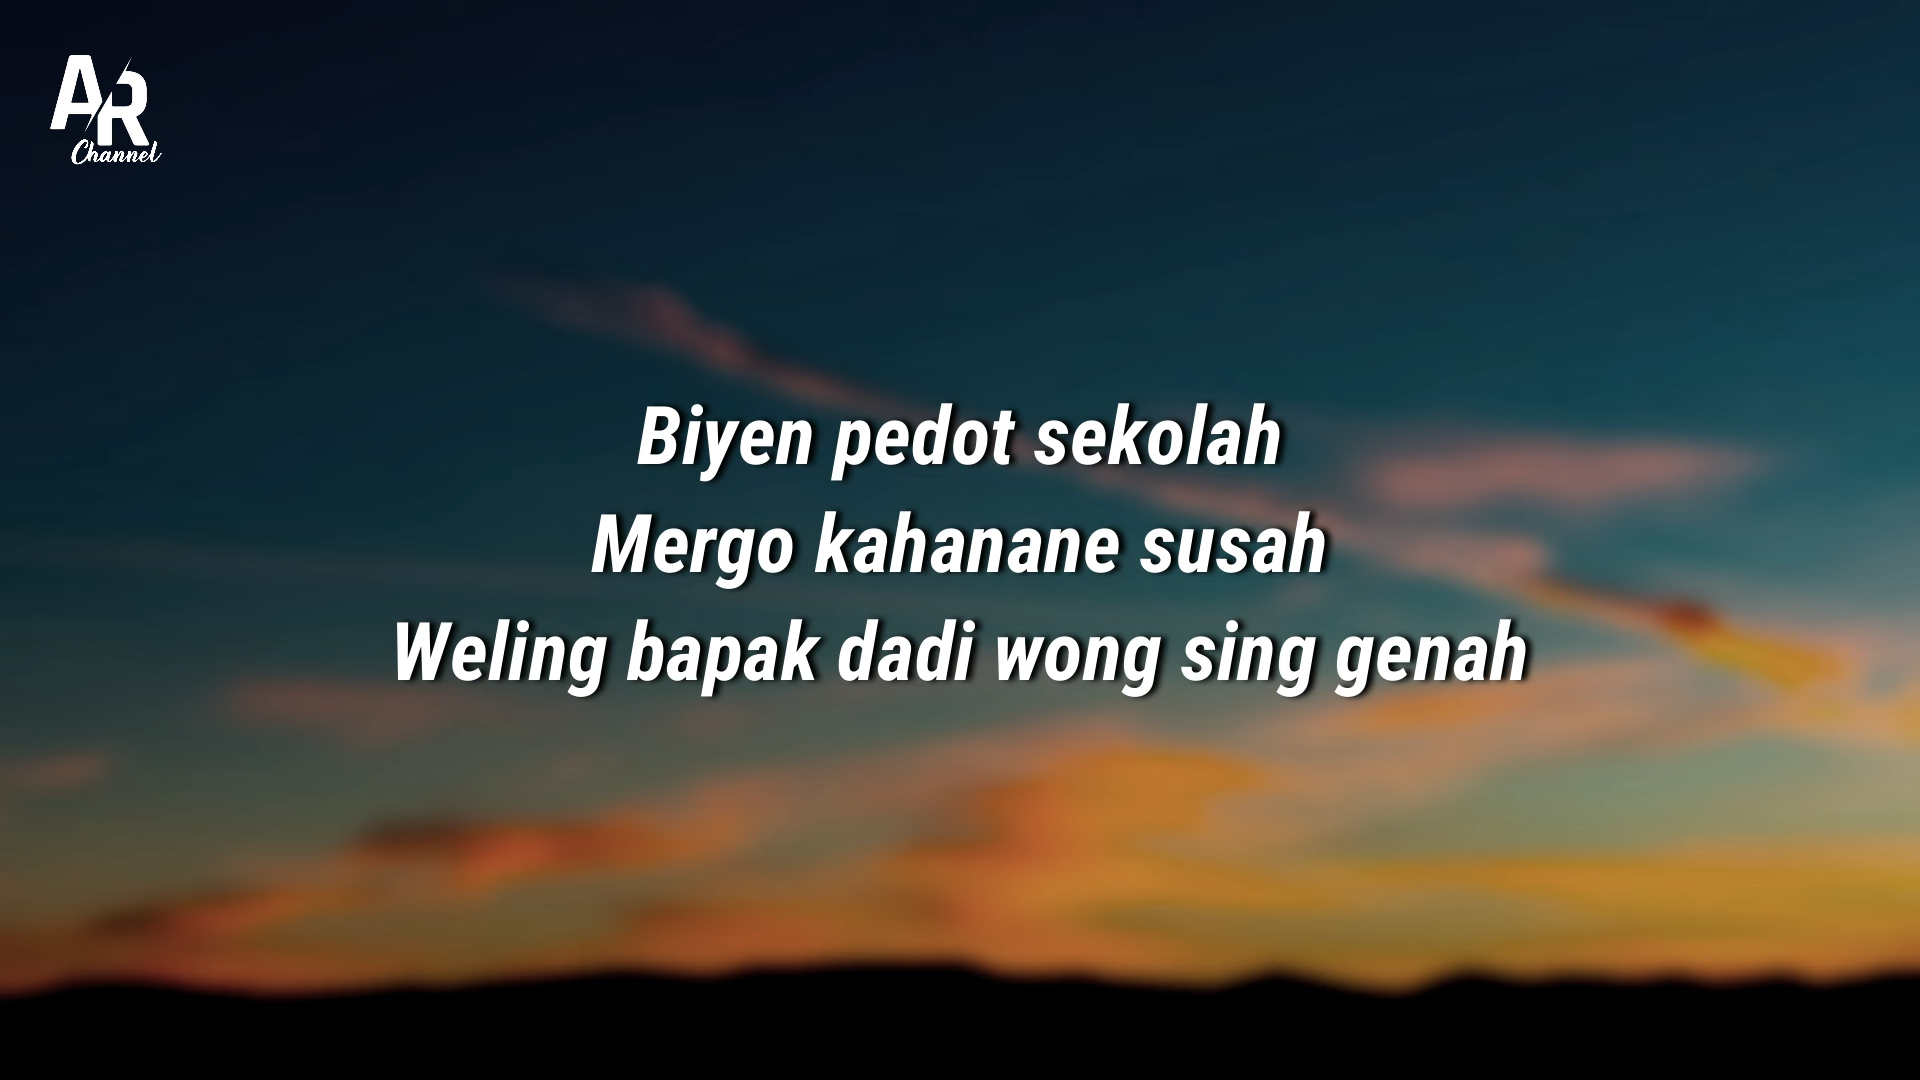 AR
Channel
Biyen pedot sekolah
Mergo kahanane susah
Weling bapak dadi wong sing genah